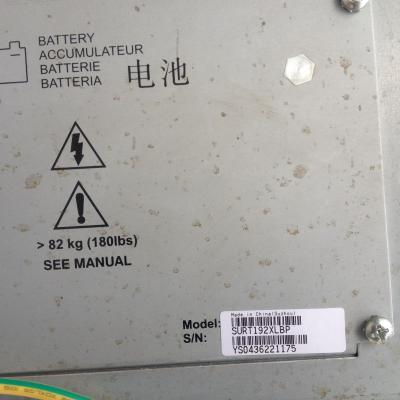 BATTERY
ACCUMULATEUR
BATTERIE
BATTERIA
电池
> 82 kg (180lbs)
SEE MANUAL
Made in China(Suzhou)
Model: SURT192XLBP
S/N: YS0436221175